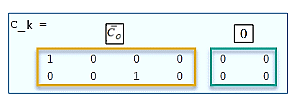 C_k =
C̄ₒ 0
1 0 0 0 0 0
0 0 1 0 0 0